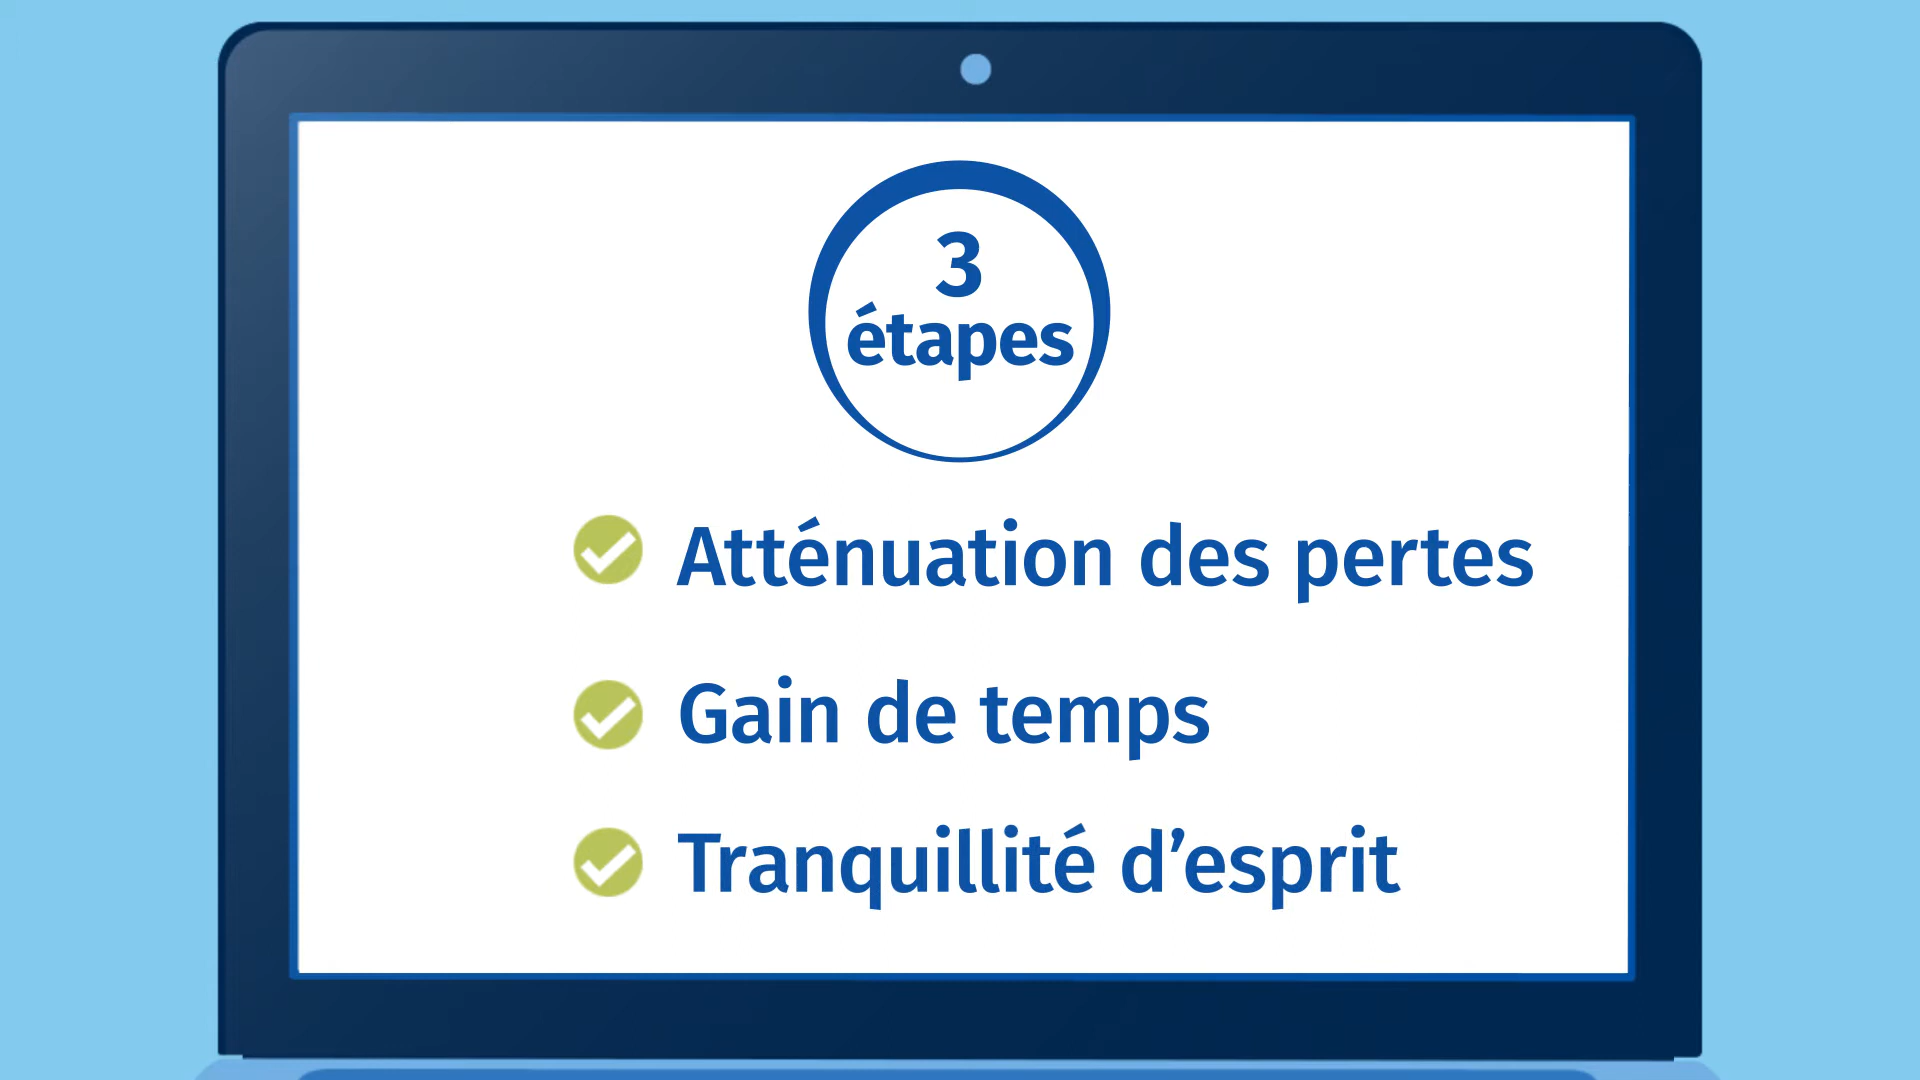 3
étapes
Atténuation des pertes
Gain de temps
Tranquillité d’esprit